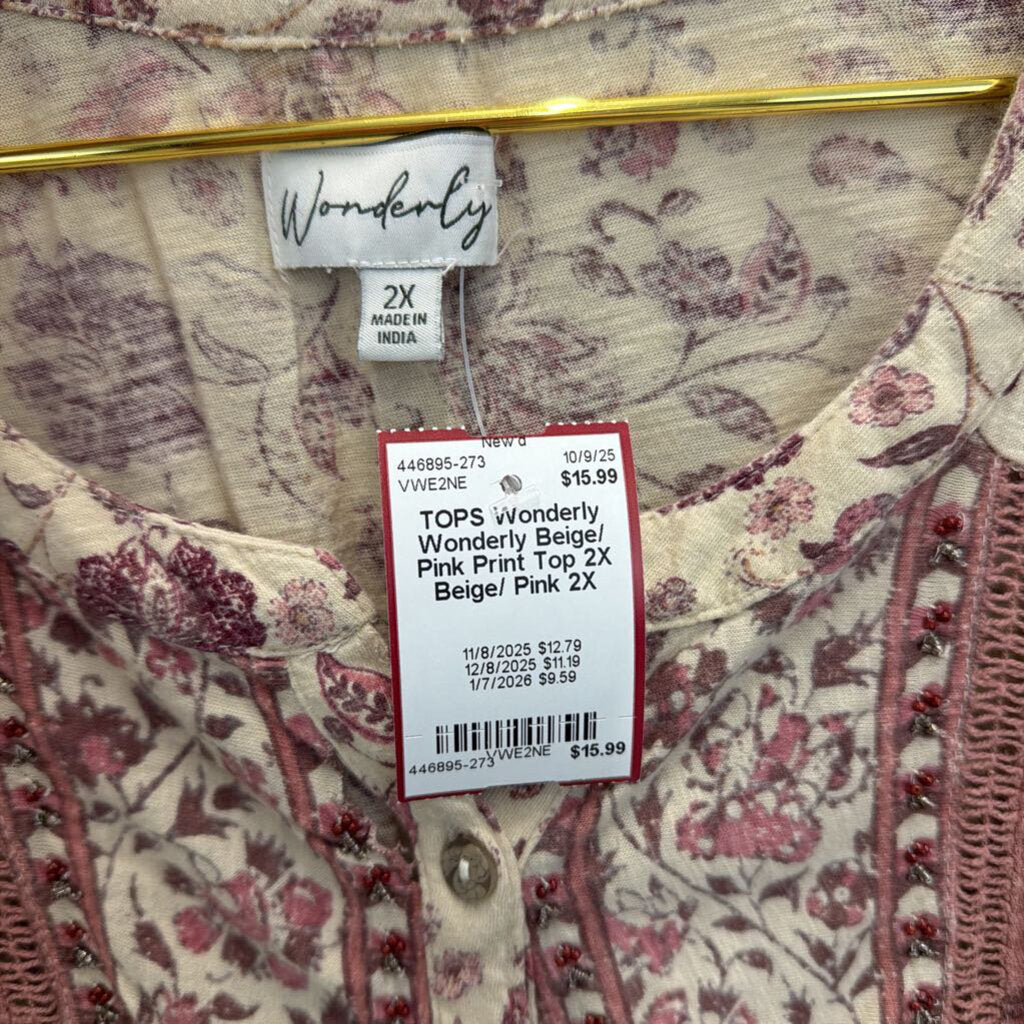 Wonderly
2X
MADE IN
INDIA
New d
446895-273 10/9/25
VWE2NE $15.99
TOPS Wonderly
Wonderly Beige/
Pink Print Top 2X
Beige/ Pink 2X
11/8/2025 $12.79
12/8/2025 $11.19
1/7/2026 $9.59
VWE2NE $15.99
446895-273